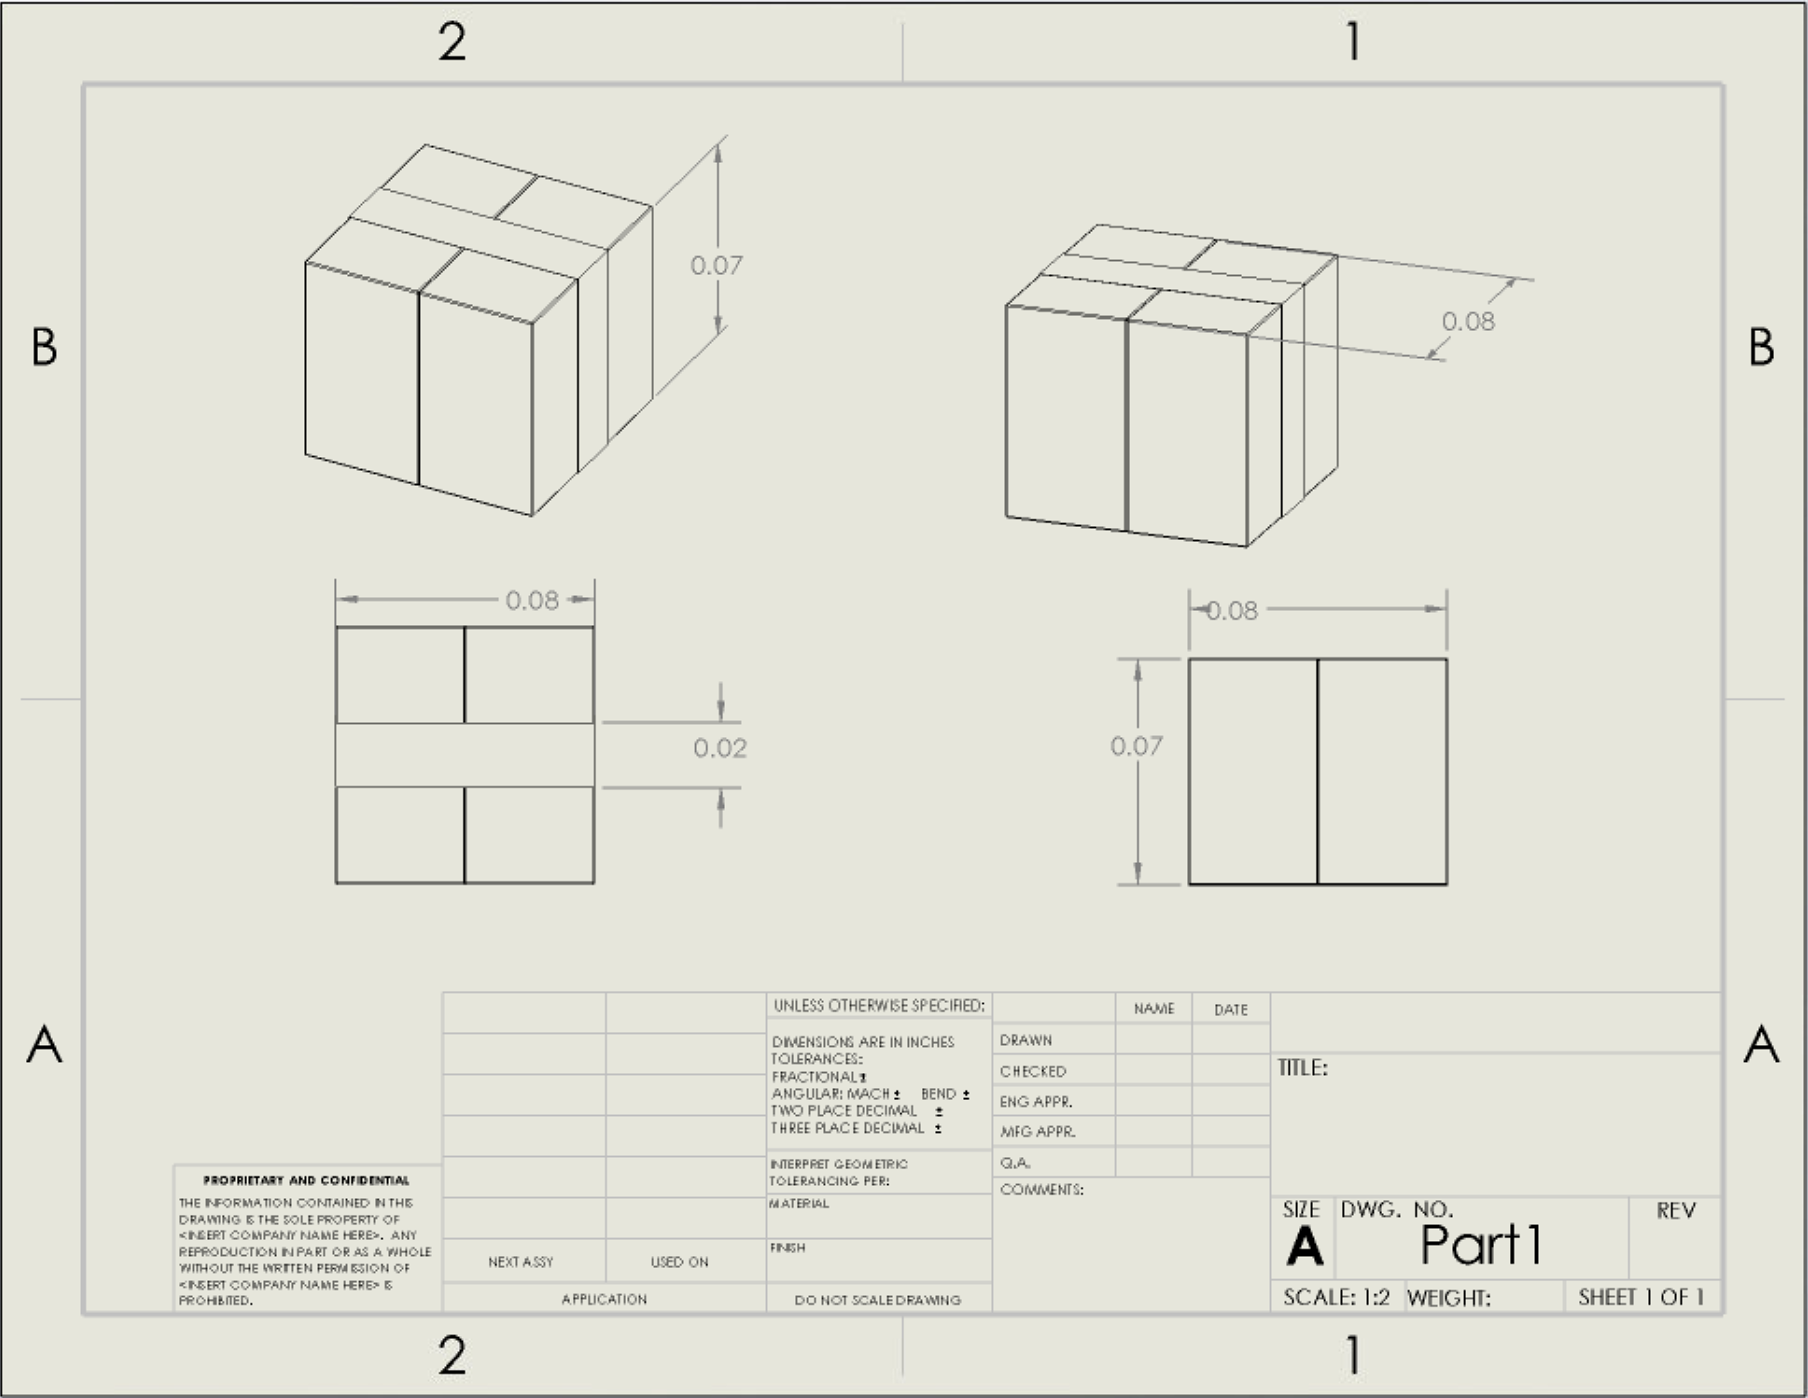 2 1
0.07
0.08
B B
0.08
0.08
0.02
0.07
A A
UNLESS OTHERWISE SPECIFIED:
DIMENSIONS ARE IN INCHES
TOLERANCES:
FRACTIONAL±
ANGULAR: MACH± BEND ±
TWO PLACE DECIMAL ±
THREE PLACE DECIMAL ±
INTERPRET GEOMETRIC
TOLERANCING PER:
MATERIAL
FINISH
DO NOT SCALE DRAWING
NAME DATE
DRAWN
CHECKED
ENG APPR.
MFG APPR.
Q.A.
COMMENTS:
TITLE:
SIZE DWG. NO. REV
A Part1
SCALE: 1:2 WEIGHT: SHEET 1 OF 1
PROPRIETARY AND CONFIDENTIAL
THE INFORMATION CONTAINED IN THIS
DRAWING IS THE SOLE PROPERTY OF
<INSERT COMPANY NAME HERE>. ANY
REPRODUCTION IN PART OR AS A WHOLE
WITHOUT THE WRITTEN PERMISSION OF
<INSERT COMPANY NAME HERE> IS
PROHIBITED.
NEXT ASSY USED ON
APPLICATION
2 1